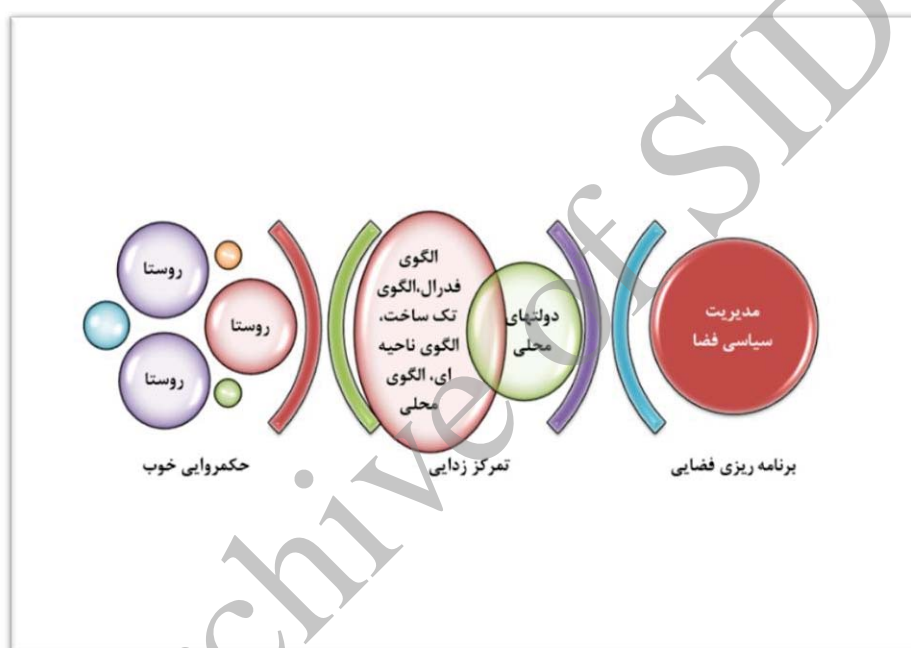 مدیریت
سیاسی فضا
برنامه ریزی فضایی
دولتهای
محلی
الگوی
فدرال،الگوی
تک ساخت،
الگوی ناحیه
ای، الگوی
محلی
تمرکز زدایی
روستا
روستا
روستا
حکمروایی خوب
Archive of SID